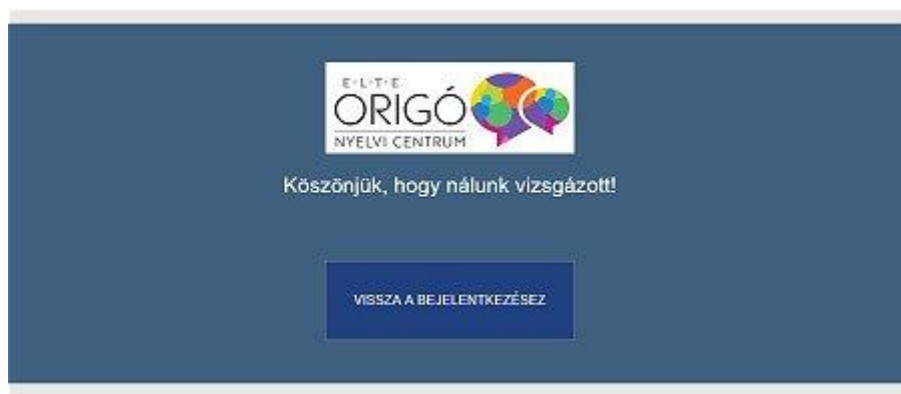 E·L·T·E
ORIGÓ
NYELVI CENTRUM
Köszönjük, hogy nálunk vizsgázott!
VISSZA A BEJELENTKEZÉSEZ